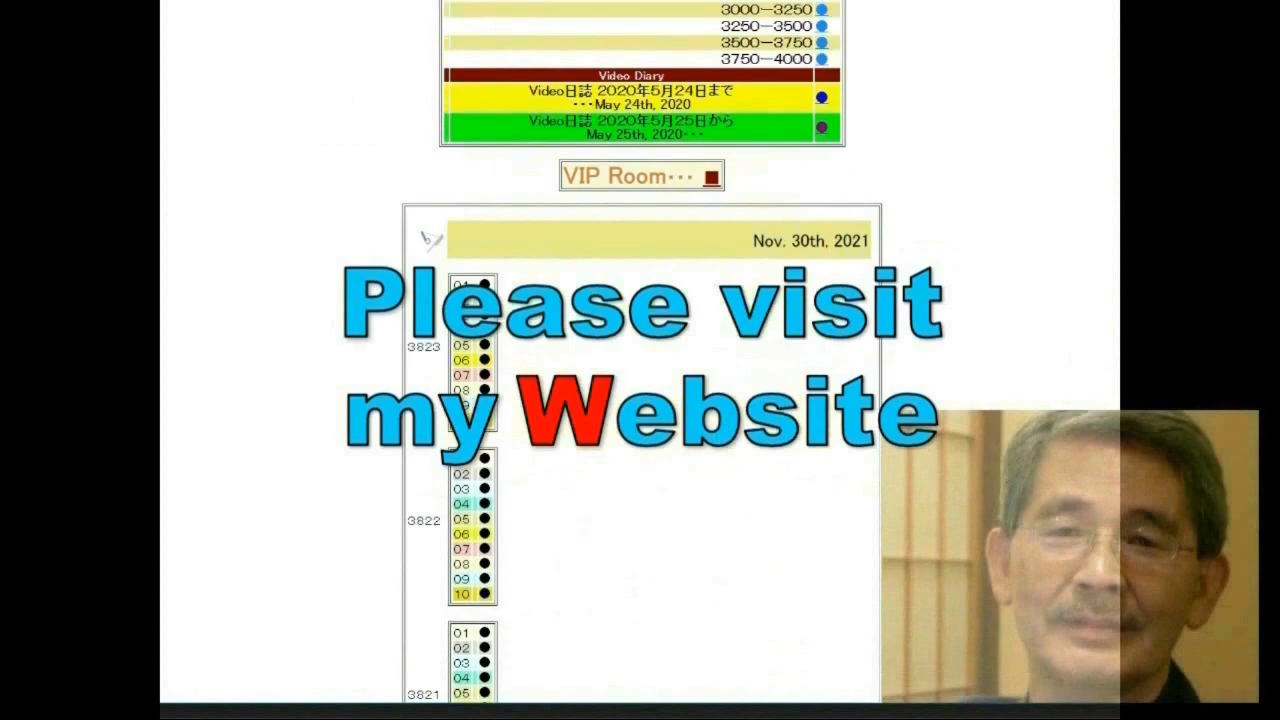 3000－3250
3250－3500
3500－3750
3750－4000
Video Diary
Video日誌 2020年5月24日まで
･･･May 24th, 2020
Video日誌 2020年5月25日から
May 25th, 2020･･･
VIP Room･･･
Nov. 30th, 2021
Please visit
my Website
3823
05
06
07
08
3822
02
03
04
05
06
07
08
09
10
3821
01
02
03
04
05